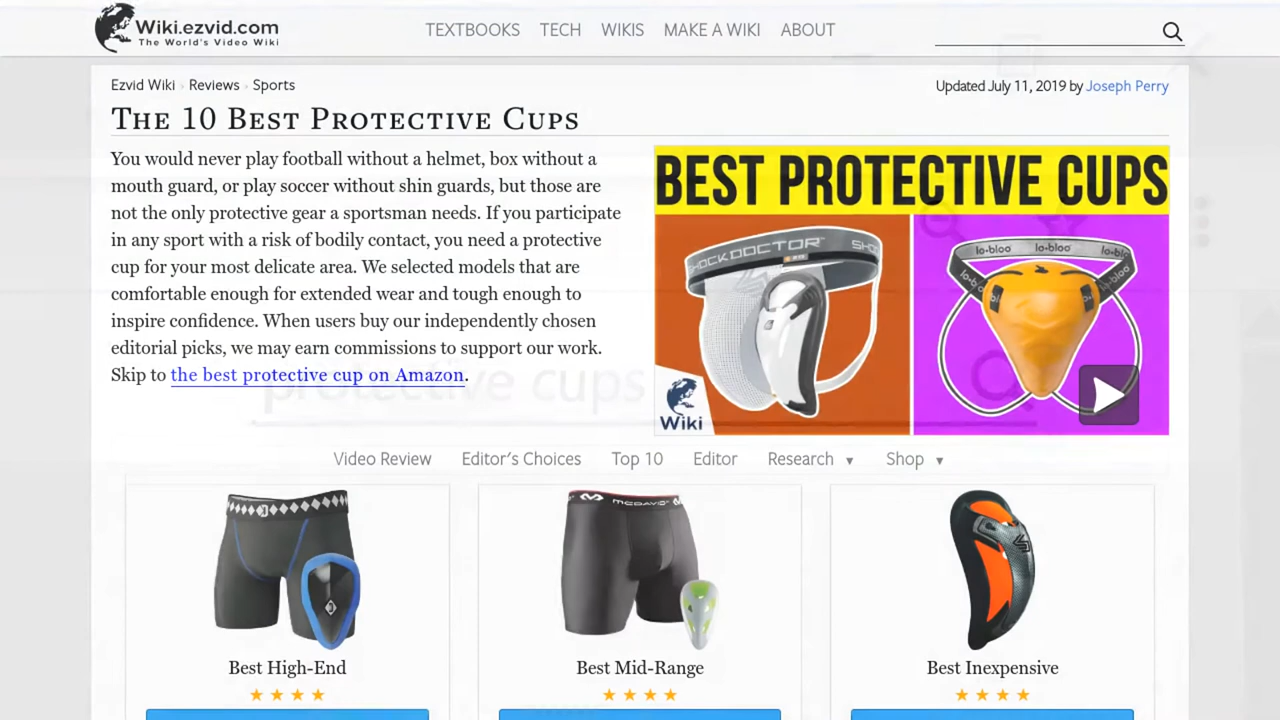 Wiki.ezvid.com
The World's Video Wiki
TEXTBOOKS TECH WIKIS MAKE A WIKI ABOUT
Ezvid Wiki › Reviews › Sports
Updated July 11, 2019 by Joseph Perry
THE 10 BEST PROTECTIVE CUPS
You would never play football without a helmet, box without a
mouth guard, or play soccer without shin guards, but those are
not the only protective gear a sportsman needs. If you participate
in any sport with a risk of bodily contact, you need a protective
cup for your most delicate area. We selected models that are
comfortable enough for extended wear and tough enough to
inspire confidence. When users buy our independently chosen
editorial picks, we may earn commissions to support our work.
Skip to the best protective cup on Amazon.
protective cups
BEST PROTECTIVE CUPS
SHOCK DOCTOR SHOC
lo-bloo lo-bloo lo-bloo
Wiki
Video Review Editor's Choices Top 10 Editor Research ▼ Shop ▼
MCDAVID
Best High-End
Best Mid-Range
Best Inexpensive